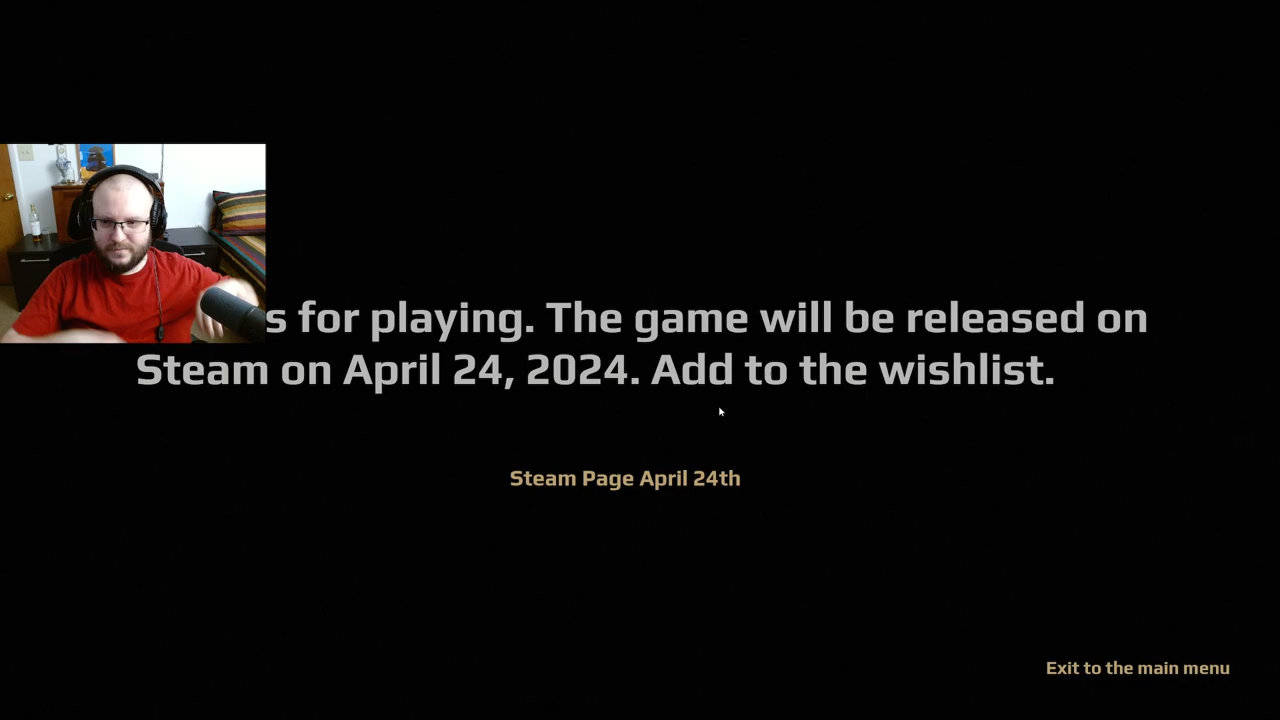 s for playing. The game will be released on
Steam on April 24, 2024. Add to the wishlist.
Steam Page April 24th
Exit to the main menu